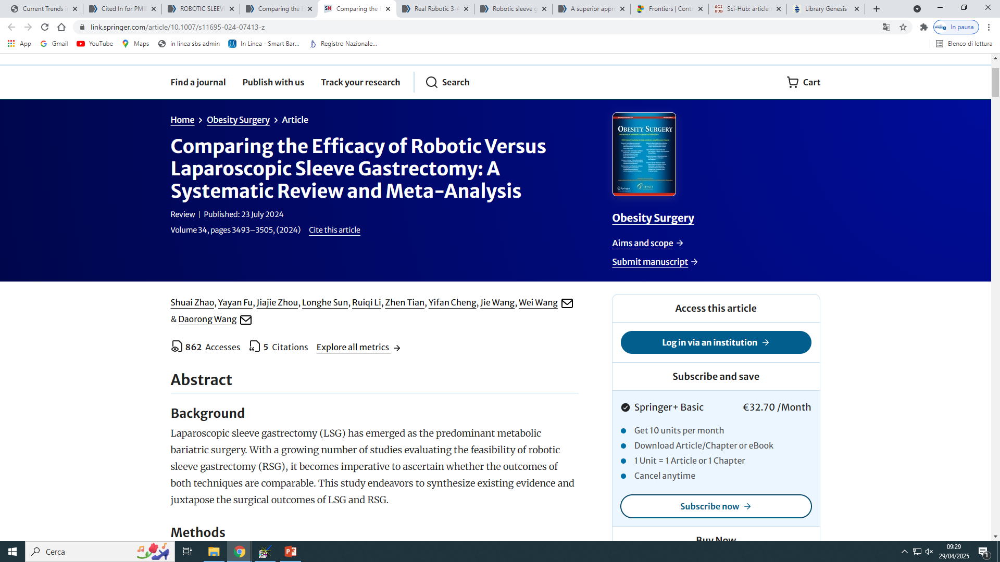 Current Trends i
Cited In for PMI
ROBOTIC SLEEV
Comparing the E
SN Comparing the E
Real Robotic 3-A
Robotic sleeve g
A superior appr
Frontiers | Cont
SCI HUB Sci-Hub: article
Library Genesis
link.springer.com/article/10.1007/s11695-024-07413-z
In pausa
App
Gmail
YouTube
Maps
in linea sbs admin
In Linea - Smart Bar...
Registro Nazionale...
Elenco di lettura
Find a journal
Publish with us
Track your research
Search
Cart
Home > Obesity Surgery > Article
Comparing the Efficacy of Robotic Versus
Laparoscopic Sleeve Gastrectomy: A
Systematic Review and Meta-Analysis
Review | Published: 23 July 2024
Volume 34, pages 3493–3505, (2024) Cite this article
OBESITY SURGERY
Springer
IFSO
Obesity Surgery
Aims and scope →
Submit manuscript →
Shuai Zhao, Yayan Fu, Jiajie Zhou, Longhe Sun, Ruiqi Li, Zhen Tian, Yifan Cheng, Jie Wang, Wei Wang
& Daorong Wang
862 Accesses 5 Citations Explore all metrics →
Abstract
Background
Laparoscopic sleeve gastrectomy (LSG) has emerged as the predominant metabolic
bariatric surgery. With a growing number of studies evaluating the feasibility of robotic
sleeve gastrectomy (RSG), it becomes imperative to ascertain whether the outcomes of
both techniques are comparable. This study endeavors to synthesize existing evidence and
juxtapose the surgical outcomes of LSG and RSG.
Methods
Access this article
Log in via an institution →
Subscribe and save
Springer+ Basic €32.70 /Month
Get 10 units per month
Download Article/Chapter or eBook
1 Unit = 1 Article or 1 Chapter
Cancel anytime
Subscribe now →
Buy Now
Cerca
09:29
29/04/2025
1